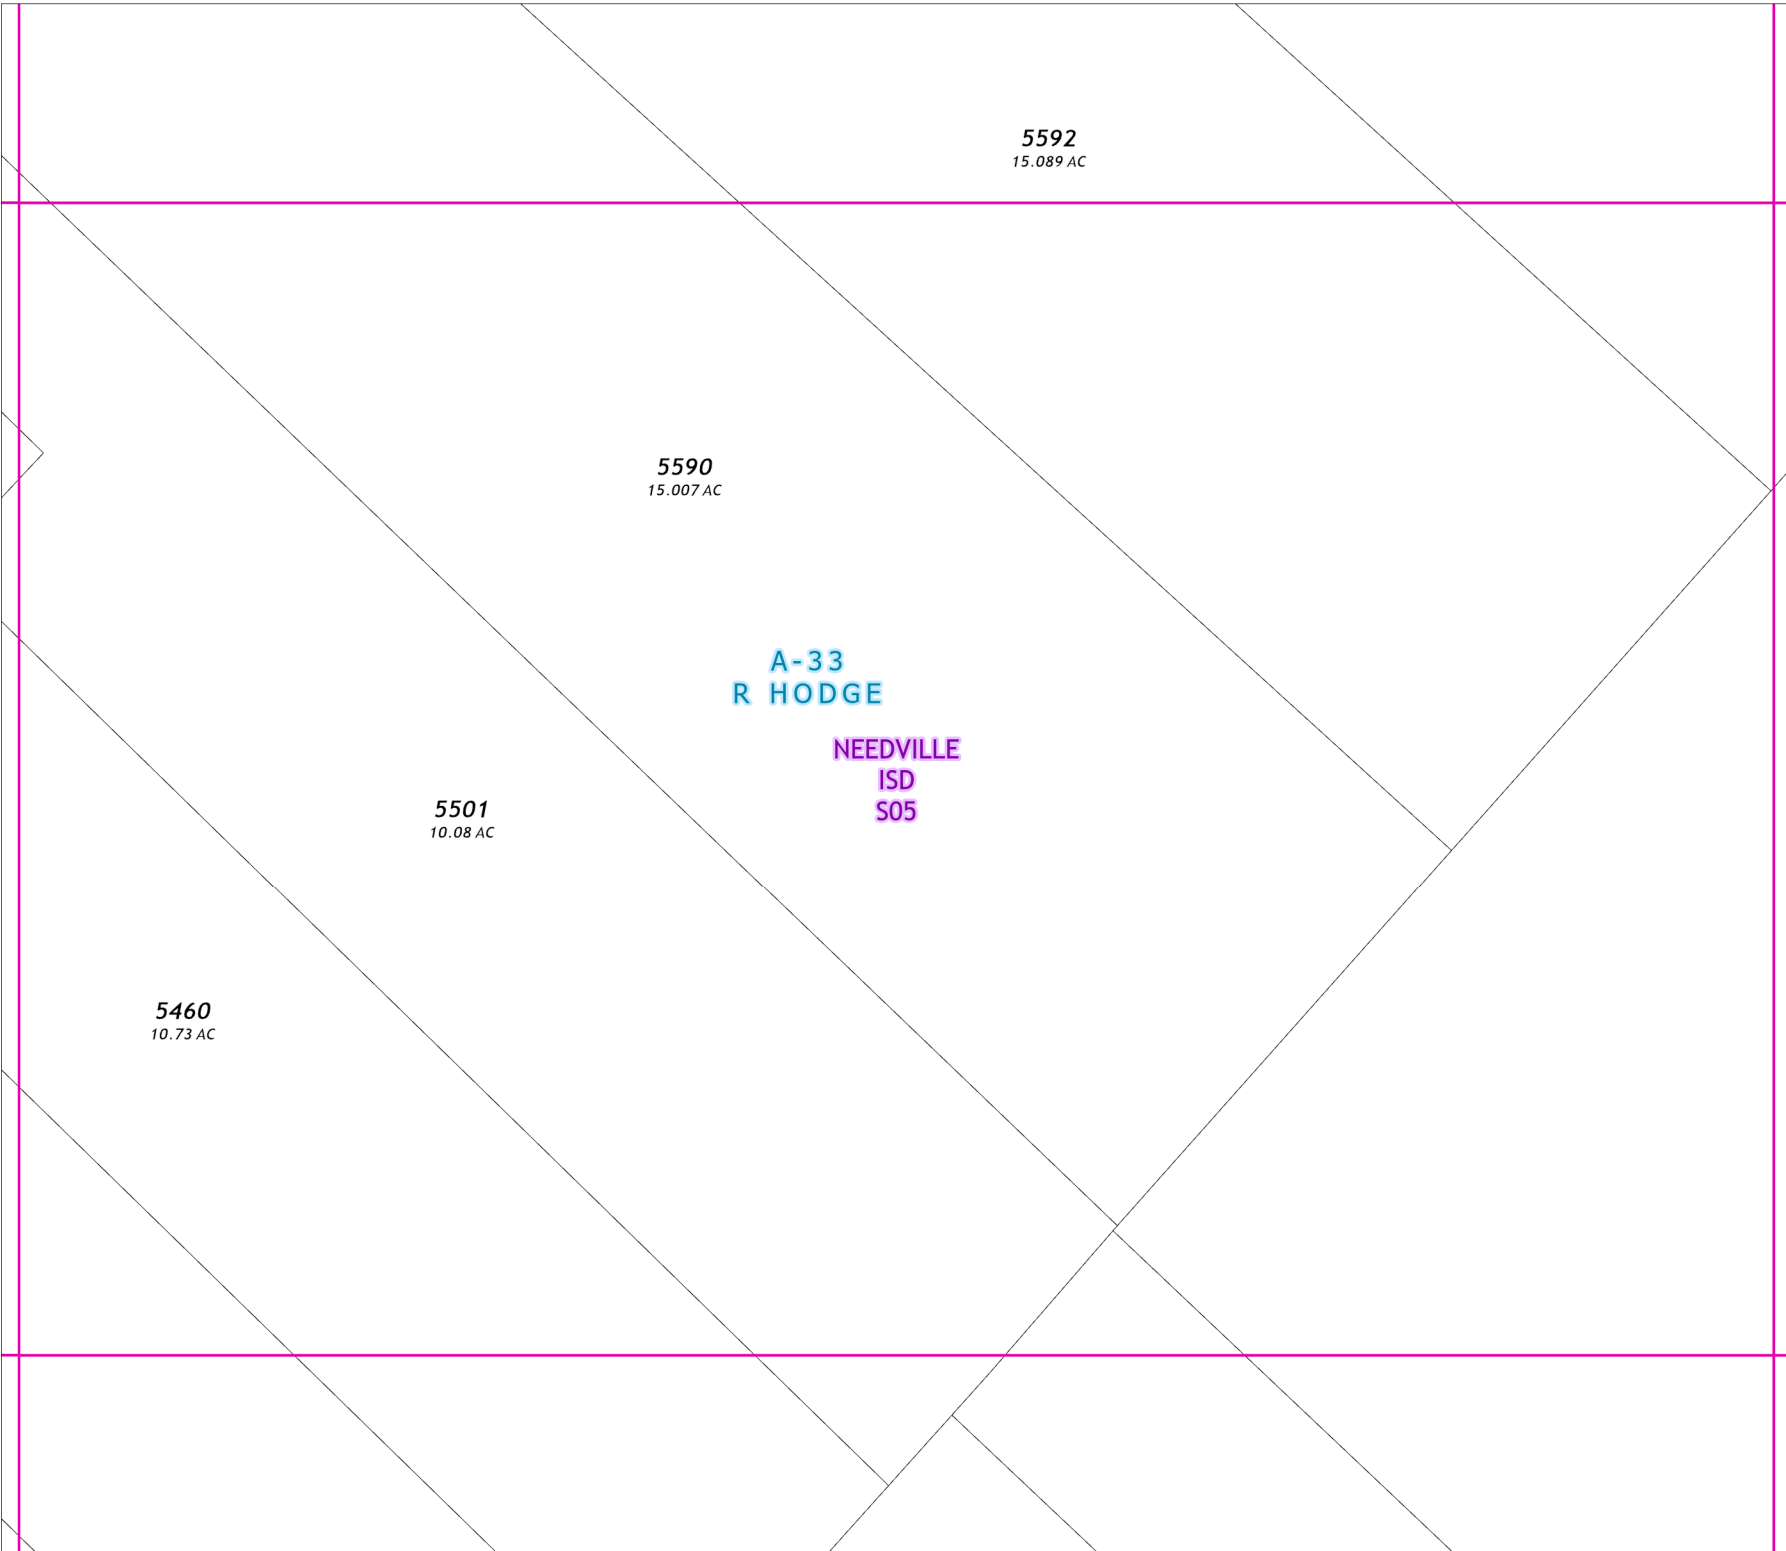 5592
15.089 AC
5590
15.007 AC
A-33
R HODGE
NEEDVILLE
ISD
S05
5501
10.08 AC
5460
10.73 AC